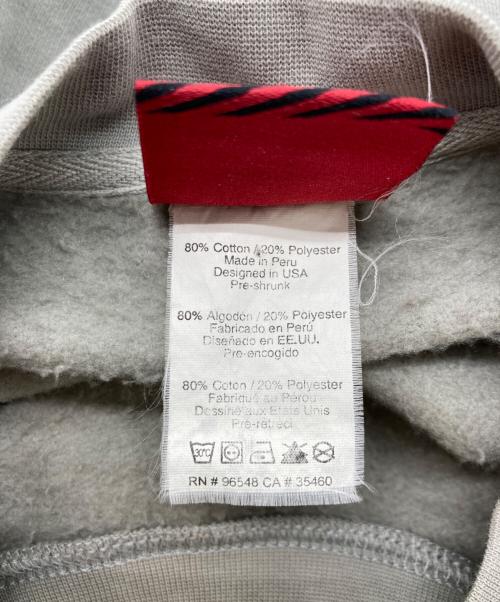 80% Cotton / 20% Polyester
Made in Peru
Designed in USA
Pre-shrunk
80% Algodón / 20% Polyester
Fabricado en Perú
Diseñado en EE.UU.
Pre-encogido
80% Coton / 20% Polyester
Fabriqué au Pérou
Dessiné aux Etats Unis
Pré-rétréci
30°C
RN # 96548 CA # 35460